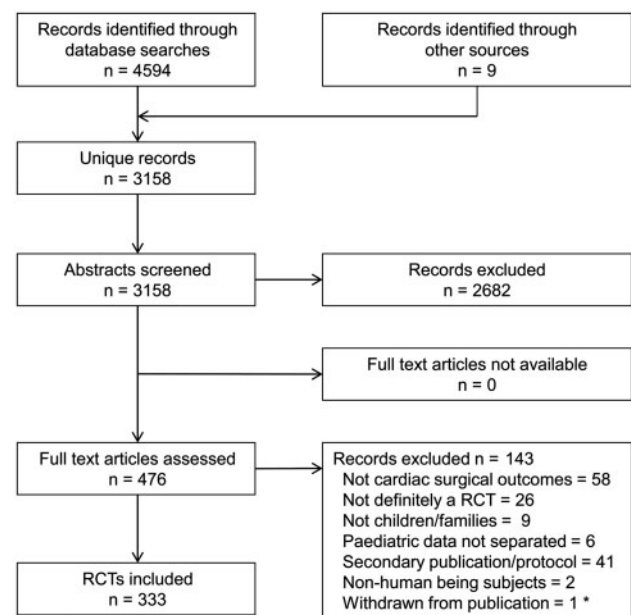 Records identified through
database searches
n = 4594
Records identified through
other sources
n = 9
Unique records
n = 3158
Abstracts screened
n = 3158
Records excluded
n = 2682
Full text articles not available
n = 0
Full text articles assessed
n = 476
Records excluded n = 143
Not cardiac surgical outcomes = 58
Not definitely a RCT = 26
Not children/families = 9
Paediatric data not separated = 6
Secondary publication/protocol = 41
Non-human being subjects = 2
Withdrawn from publication = 1 *
RCTs included
n = 333